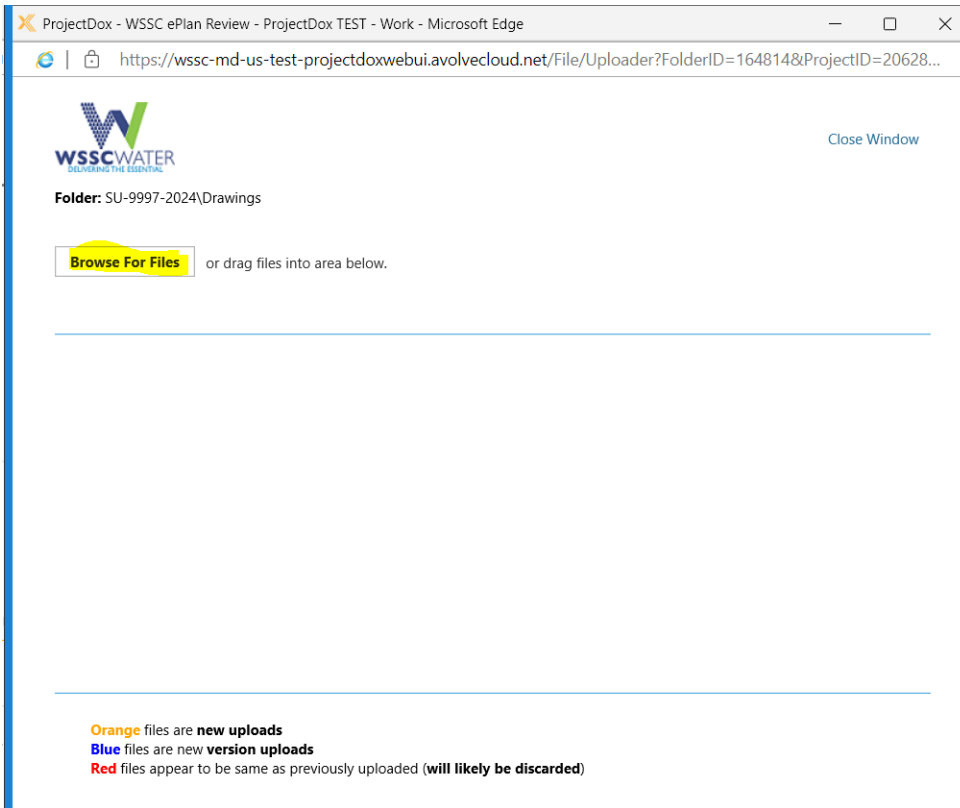 ProjectDox - WSSC ePlan Review - ProjectDox TEST - Work - Microsoft Edge
https://wssc-md-us-test-projectdoxwebui.avolvecloud.net/File/Uploader?FolderID=164814&ProjectID=20628...
WSSCWATER
DELIVERING THE ESSENTIAL
Close Window
Folder: SU-9997-2024\Drawings
Browse For Files or drag files into area below.
Orange files are new uploads
Blue files are new version uploads
Red files appear to be same as previously uploaded (will likely be discarded)